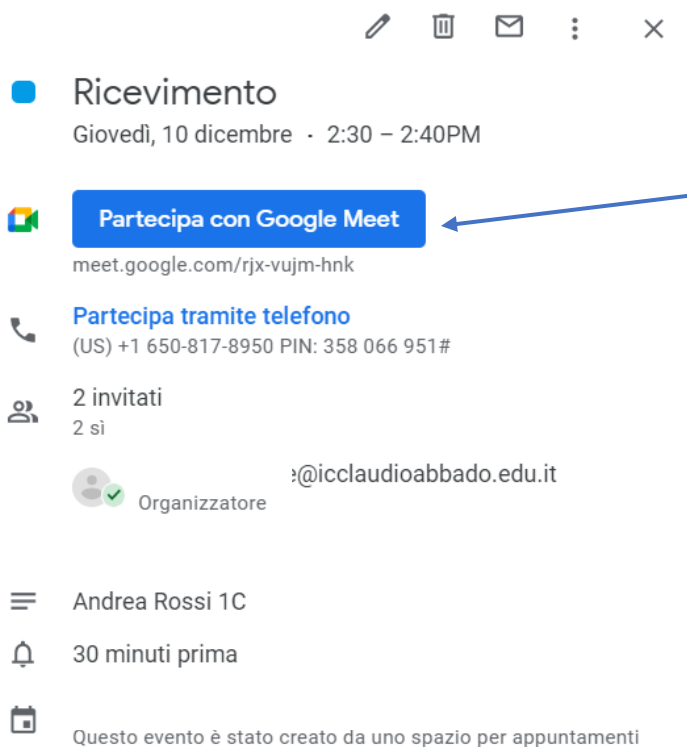 Ricevimento
Giovedì, 10 dicembre · 2:30 – 2:40PM
Partecipa con Google Meet
meet.google.com/rjx-vujm-hnk
Partecipa tramite telefono
(US) +1 650-817-8950 PIN: 358 066 951#
2 invitati
2 sì
@icclaudioabbado.edu.it
Organizzatore
Andrea Rossi 1C
30 minuti prima
Questo evento è stato creato da uno spazio per appuntamenti